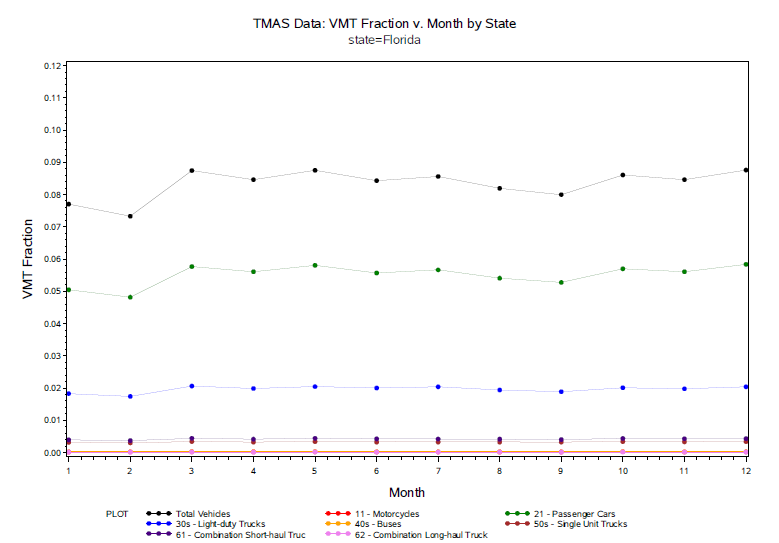 TMAS Data: VMT Fraction v. Month by State
state=Florida
0.12
0.11
0.10
0.09
0.08
0.07
0.06
0.05
0.04
0.03
0.02
0.01
0.00
VMT Fraction
1 2 3 4 5 6 7 8 9 10 11 12
Month
PLOT Total Vehicles 11 - Motorcycles 21 - Passenger Cars
30s - Light-duty Trucks 40s - Buses 50s - Single Unit Trucks
61 - Combination Short-haul Truc 62 - Combination Long-haul Truck